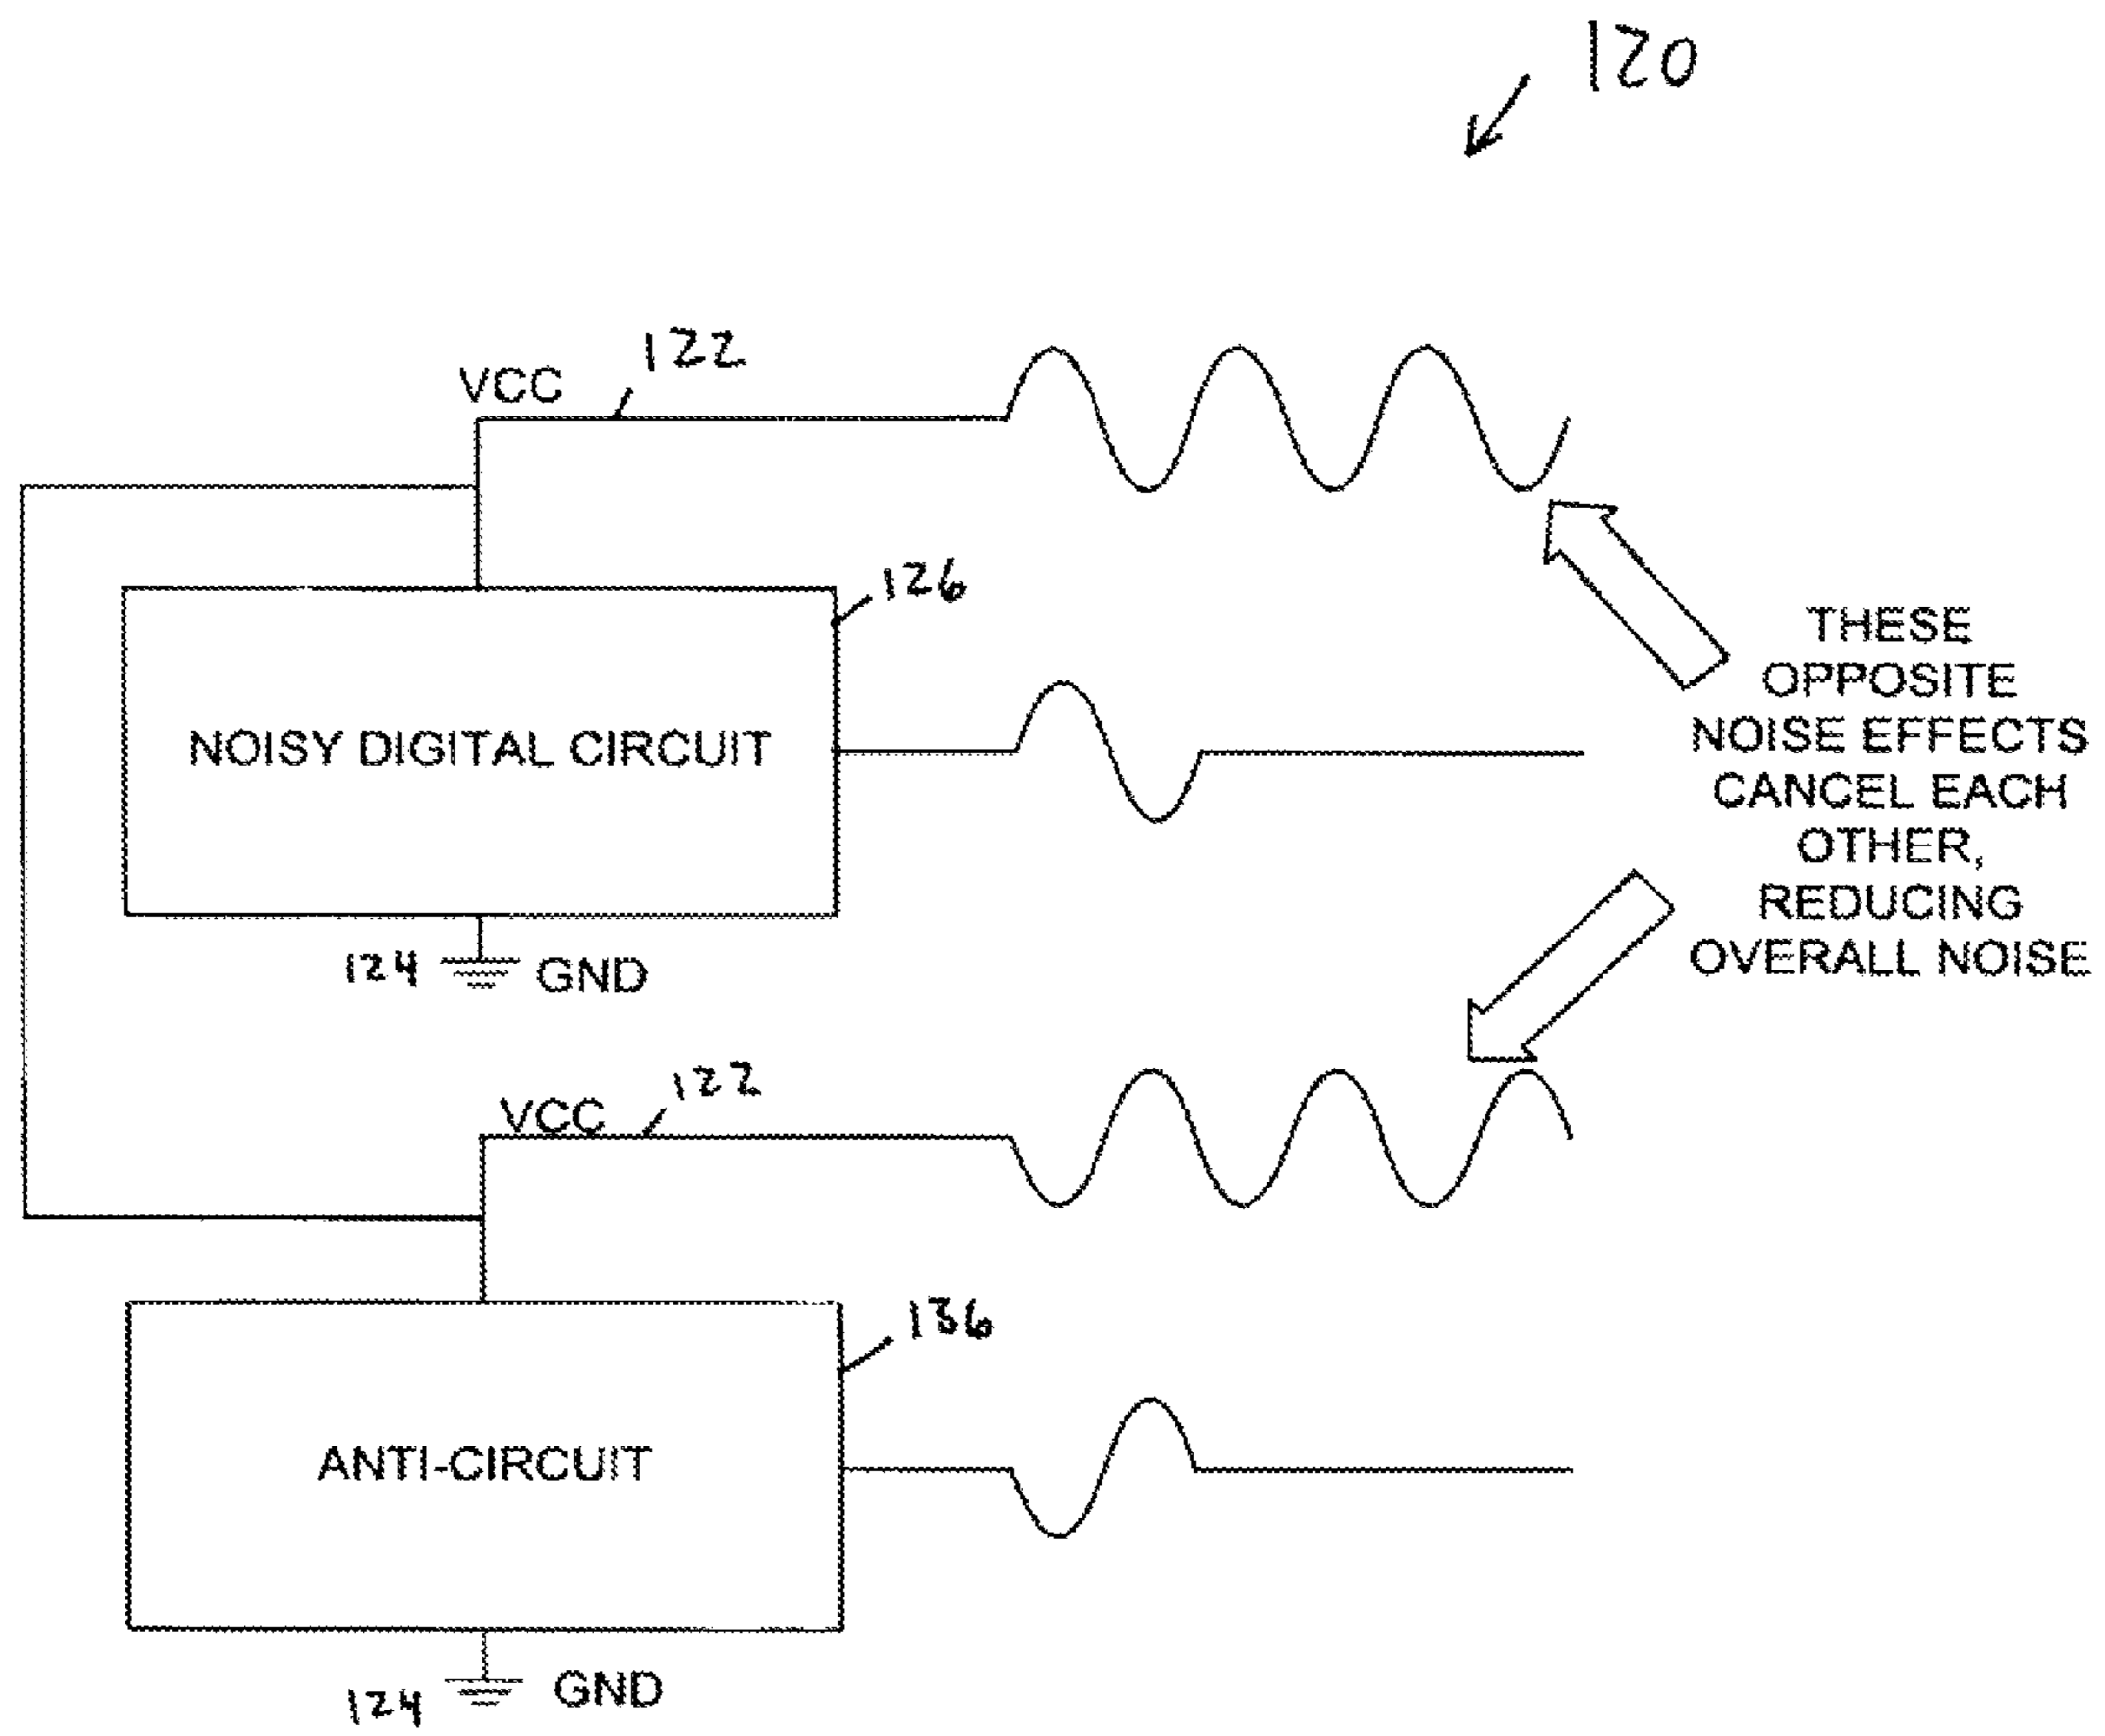 120
122
VCC
126
NOISY DIGITAL CIRCUIT
THESE
OPPOSITE
NOISE EFFECTS
CANCEL EACH
OTHER,
REDUCING
OVERALL NOISE
124 GND
122
VCC
136
ANTI-CIRCUIT
124 GND